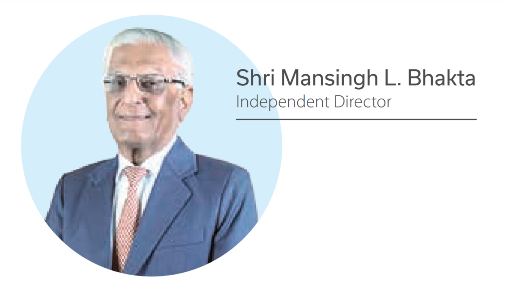 Shri Mansingh L. Bhakta
Independent Director